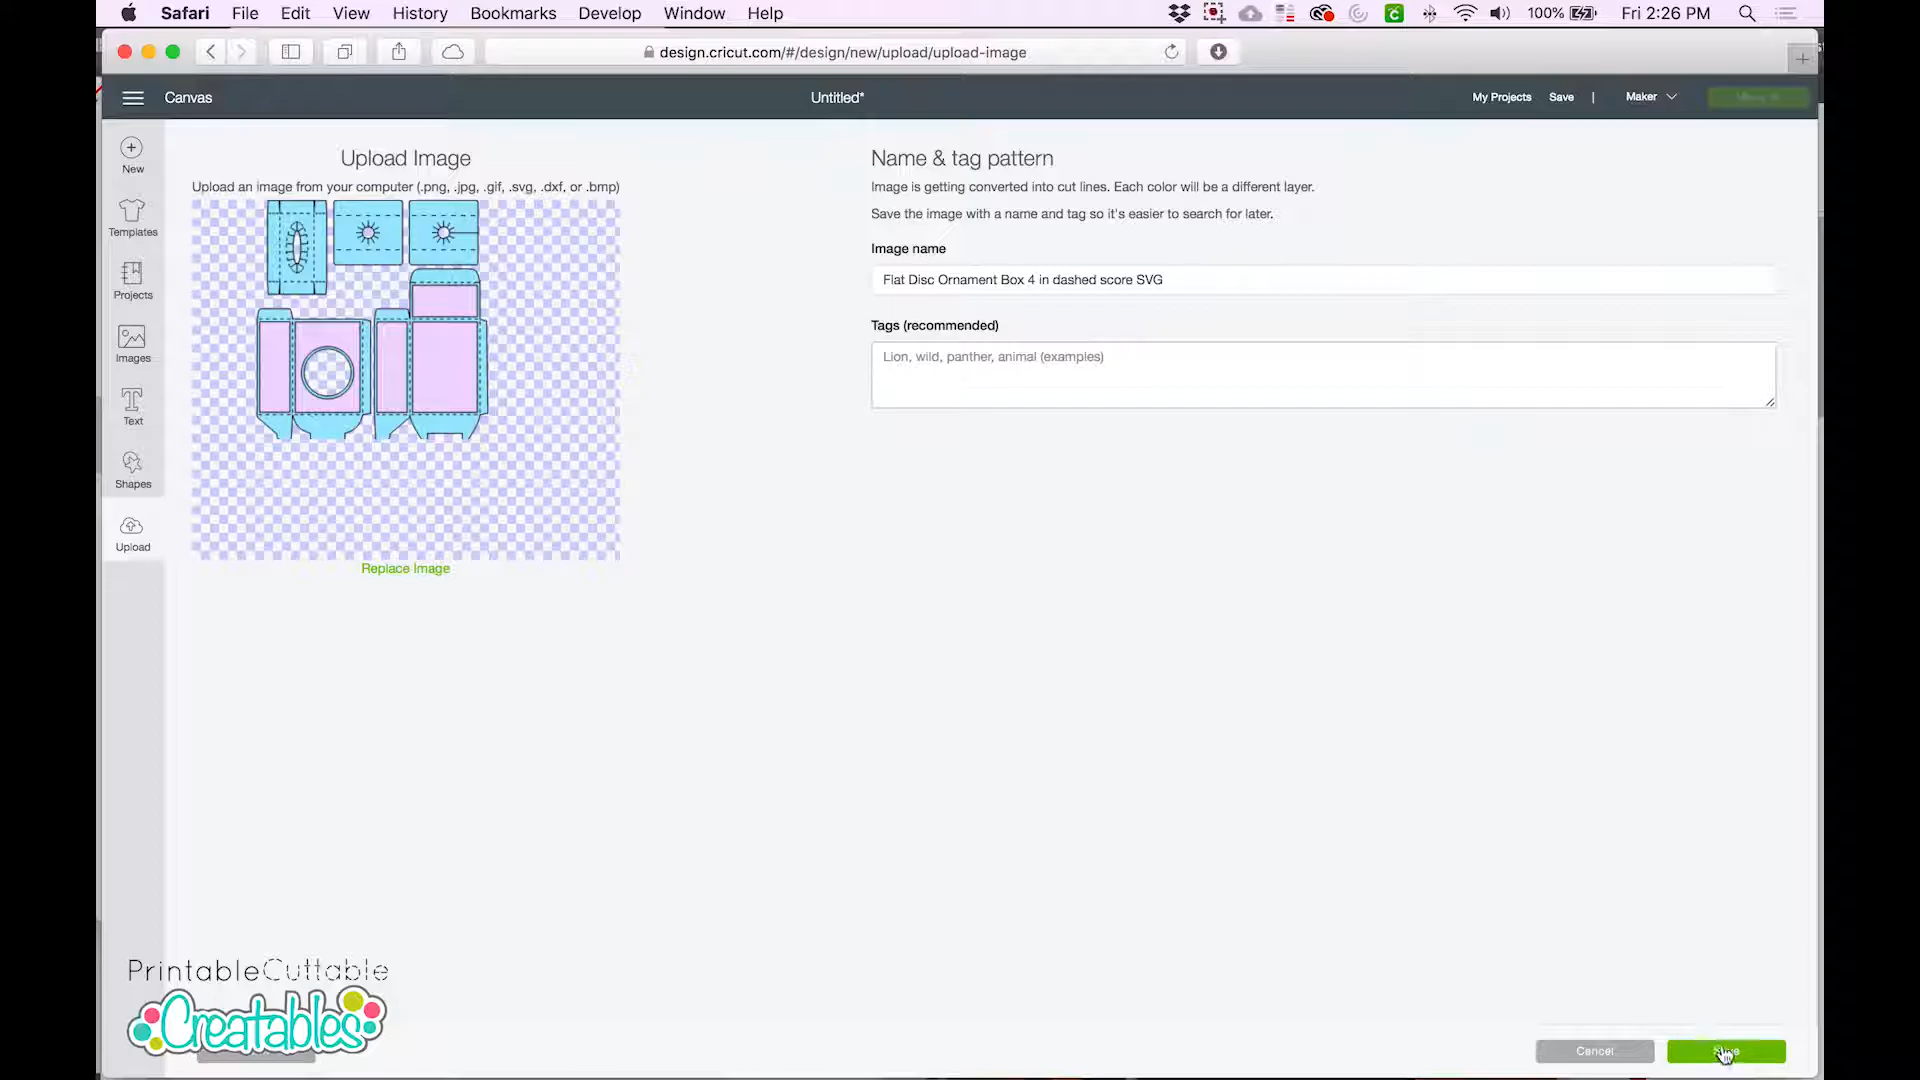 Safari File Edit View History Bookmarks Develop Window Help 100% Fri 2:26 PM
design.cricut.com/#/design/new/upload/upload-image
Canvas Untitled* My Projects Save | Maker
New
Templates
Projects
Images
Text
Shapes
Upload
Upload Image
Upload an image from your computer (.png, .jpg, .gif, .svg, .dxf, or .bmp)
Replace Image
Name & tag pattern
Image is getting converted into cut lines. Each color will be a different layer.
Save the image with a name and tag so it's easier to search for later.
Image name
Flat Disc Ornament Box 4 in dashed score SVG
Tags (recommended)
Lion, wild, panther, animal (examples)
PrintableCuttable
Creatables
Cancel